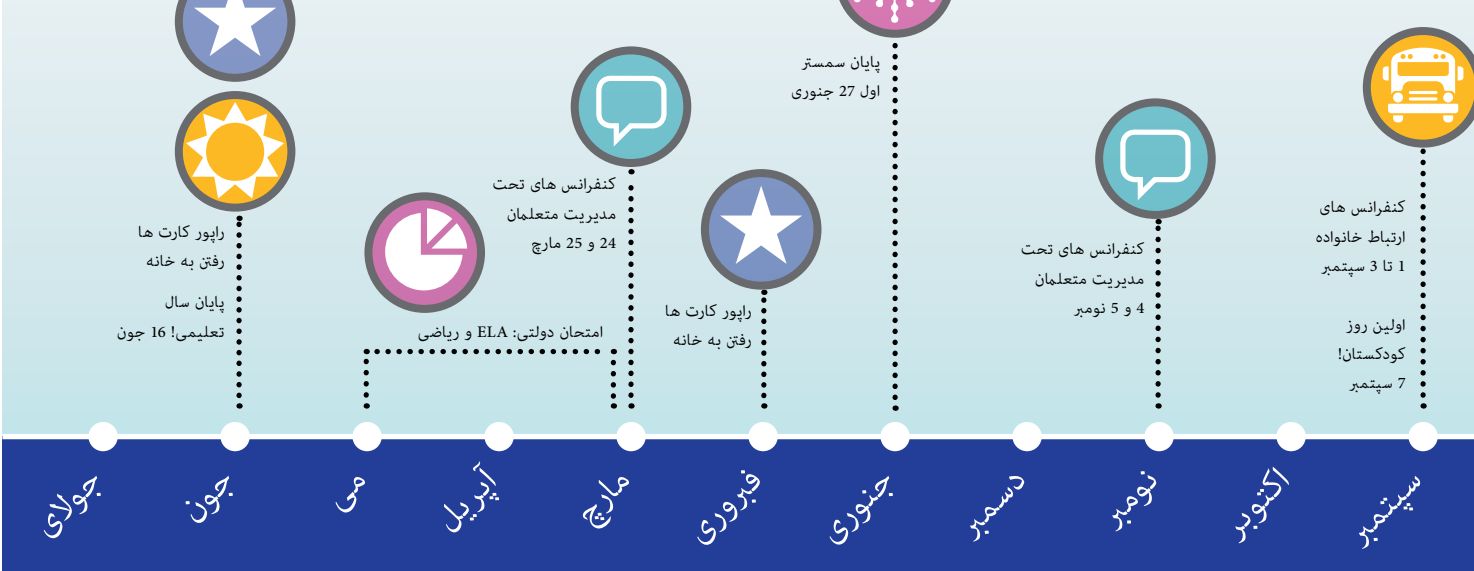 کنفرانس های
ارتباط خانواده
1 تا 3 سپتمبر
اولین روز
کودکستان!
7 سپتمبر
کنفرانس های تحت
مدیریت متعلمان
4 و 5 نومبر
پایان سمستر
اول 27 جنوری
راپور کارت ها
رفتن به خانه
کنفرانس های تحت
مدیریت متعلمان
24 و 25 مارچ
امتحان دولتی: ELA و ریاضی
راپور کارت ها
رفتن به خانه
پایان سال
تعلیمی! 16 جون
سپتمبر
اکتوبر
نومبر
دسمبر
جنوری
فبروری
مارچ
آپریل
می
جون
جولای